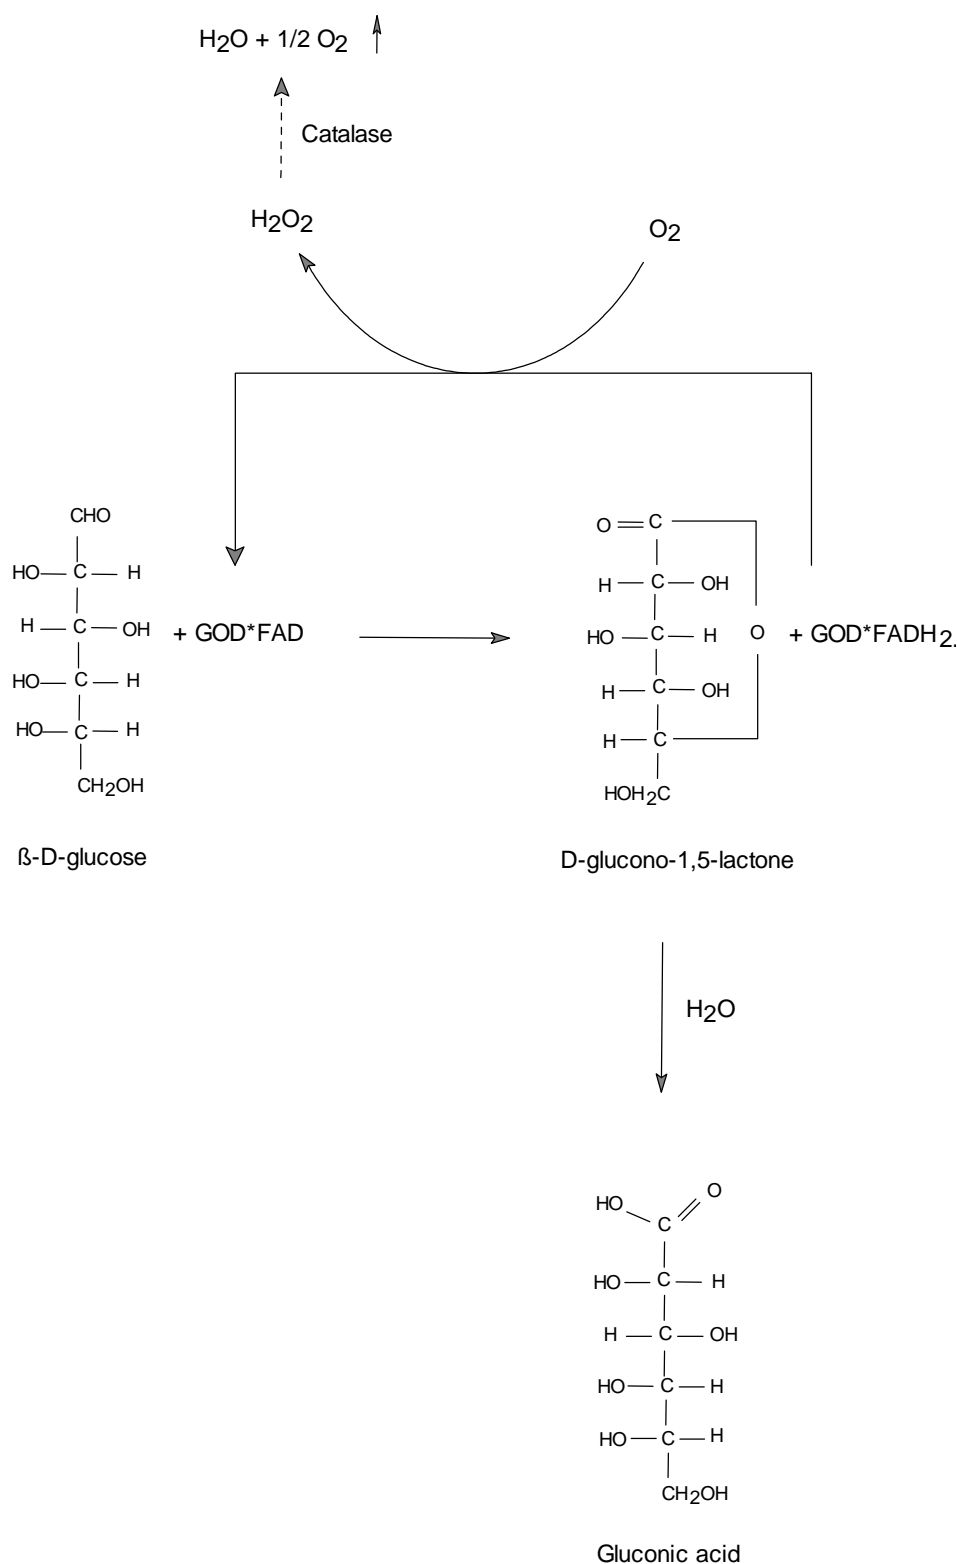 H2O + 1/2 O2
Catalase
H2O2
O2
CHO
HO C H
H C OH
HO C H
HO C H
CH2OH
+ GOD*FAD
ß-D-glucose
O C
H C OH
HO C H
H C OH
H C
HOH2C
O
+ GOD*FADH2.
D-glucono-1,5-lactone
H2O
HO C O
HO C H
H C OH
HO C H
HO C H
CH2OH
Gluconic acid